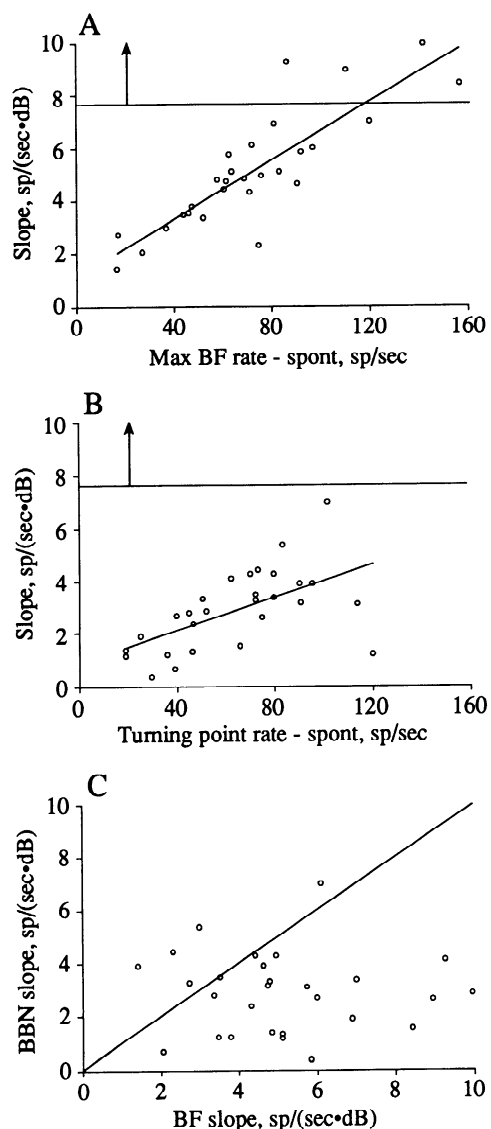 A
10
8
6
4
2
0
Slope, sp/(sec•dB)
0 40 80 120 160
Max BF rate - spont, sp/sec
B
10
8
6
4
2
0
Slope, sp/(sec•dB)
0 40 80 120 160
Turning point rate - spont, sp/sec
C
10
8
6
4
2
0
BBN slope, sp/(sec•dB)
0 2 4 6 8 10
BF slope, sp/(sec•dB)